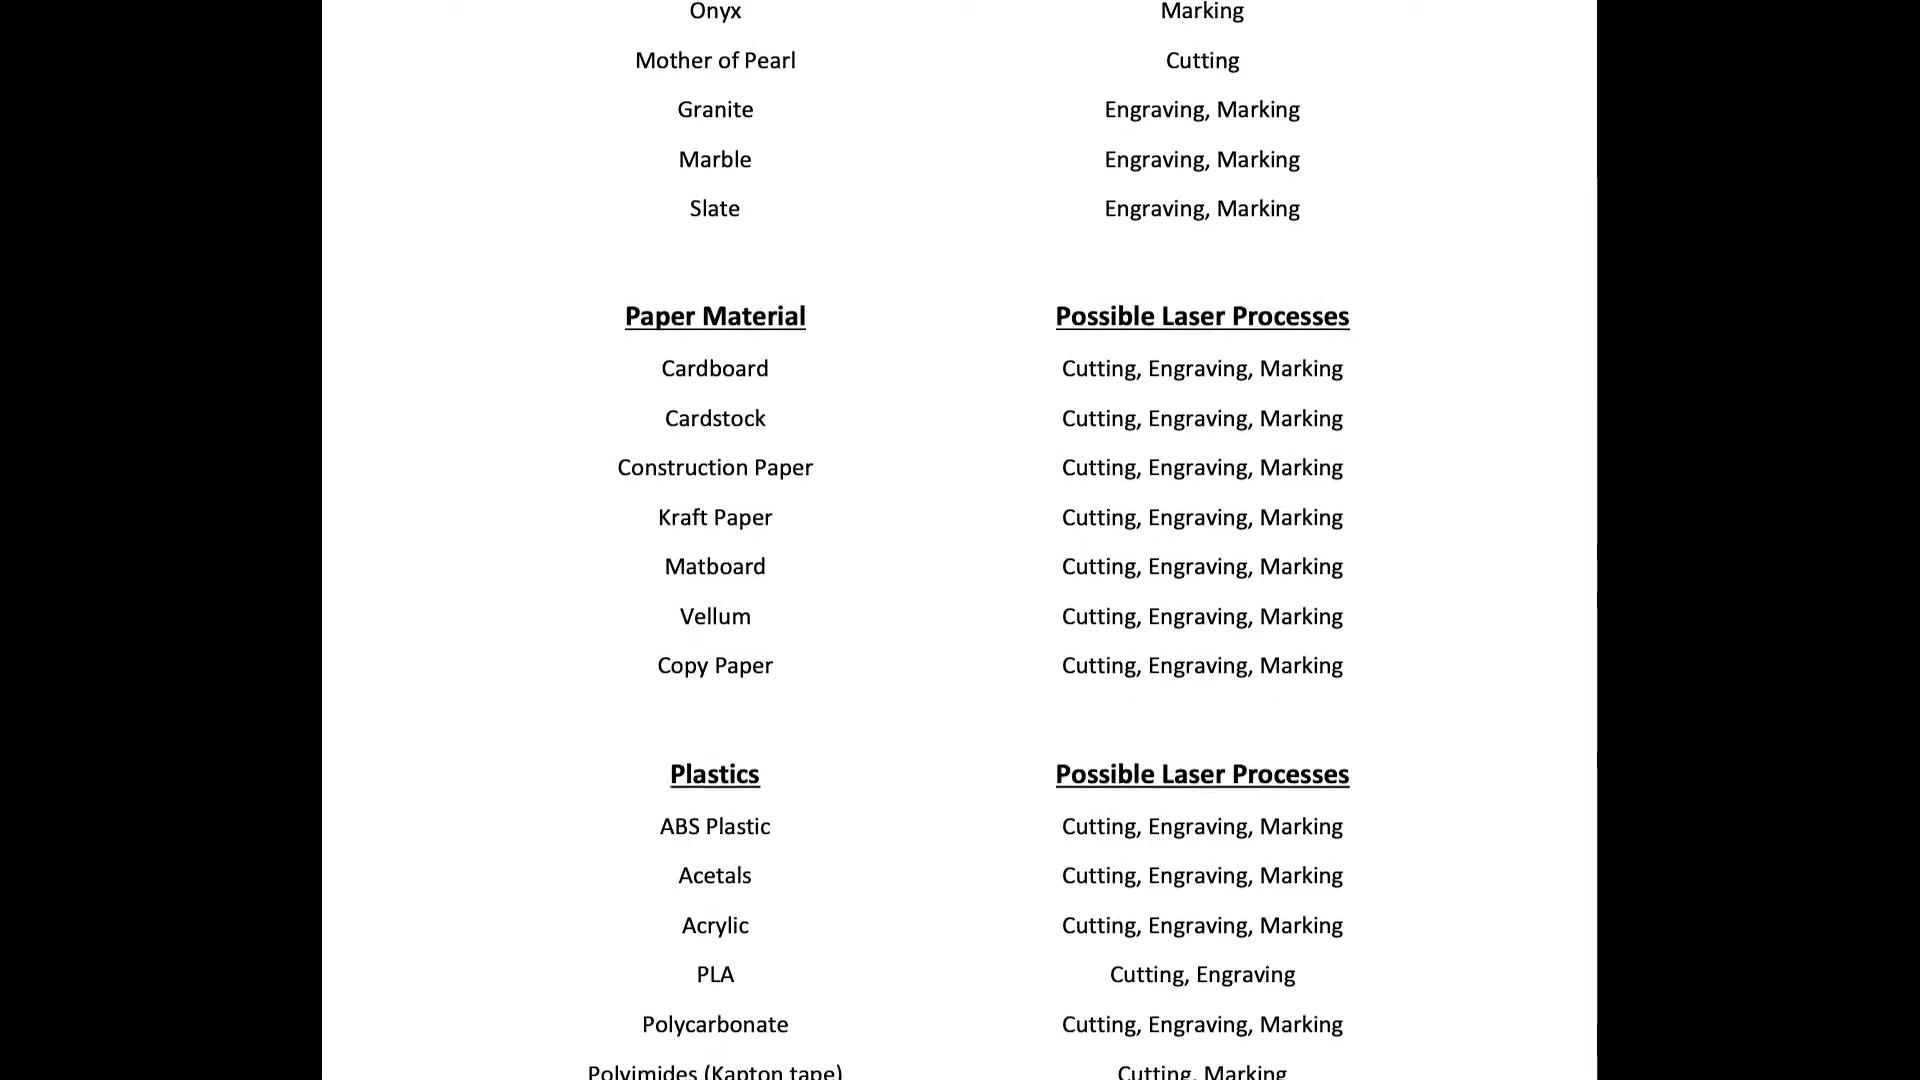 Onyx Marking
Mother of Pearl Cutting
Granite Engraving, Marking
Marble Engraving, Marking
Slate Engraving, Marking
Paper Material Possible Laser Processes
Cardboard Cutting, Engraving, Marking
Cardstock Cutting, Engraving, Marking
Construction Paper Cutting, Engraving, Marking
Kraft Paper Cutting, Engraving, Marking
Matboard Cutting, Engraving, Marking
Vellum Cutting, Engraving, Marking
Copy Paper Cutting, Engraving, Marking
Plastics Possible Laser Processes
ABS Plastic Cutting, Engraving, Marking
Acetals Cutting, Engraving, Marking
Acrylic Cutting, Engraving, Marking
PLA Cutting, Engraving
Polycarbonate Cutting, Engraving, Marking
Polyimides (Kapton tape) Cutting, Marking